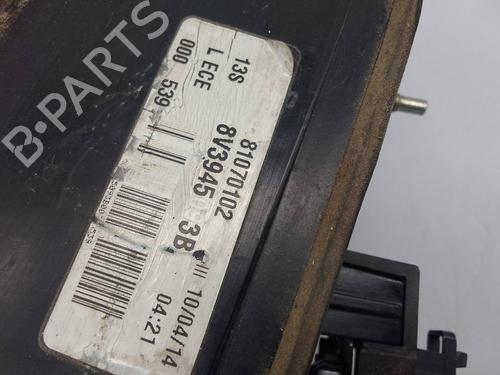 81070102
8V3945 3B
13S
L ECE
000 539
10/04/14
04:21
B-PARTS